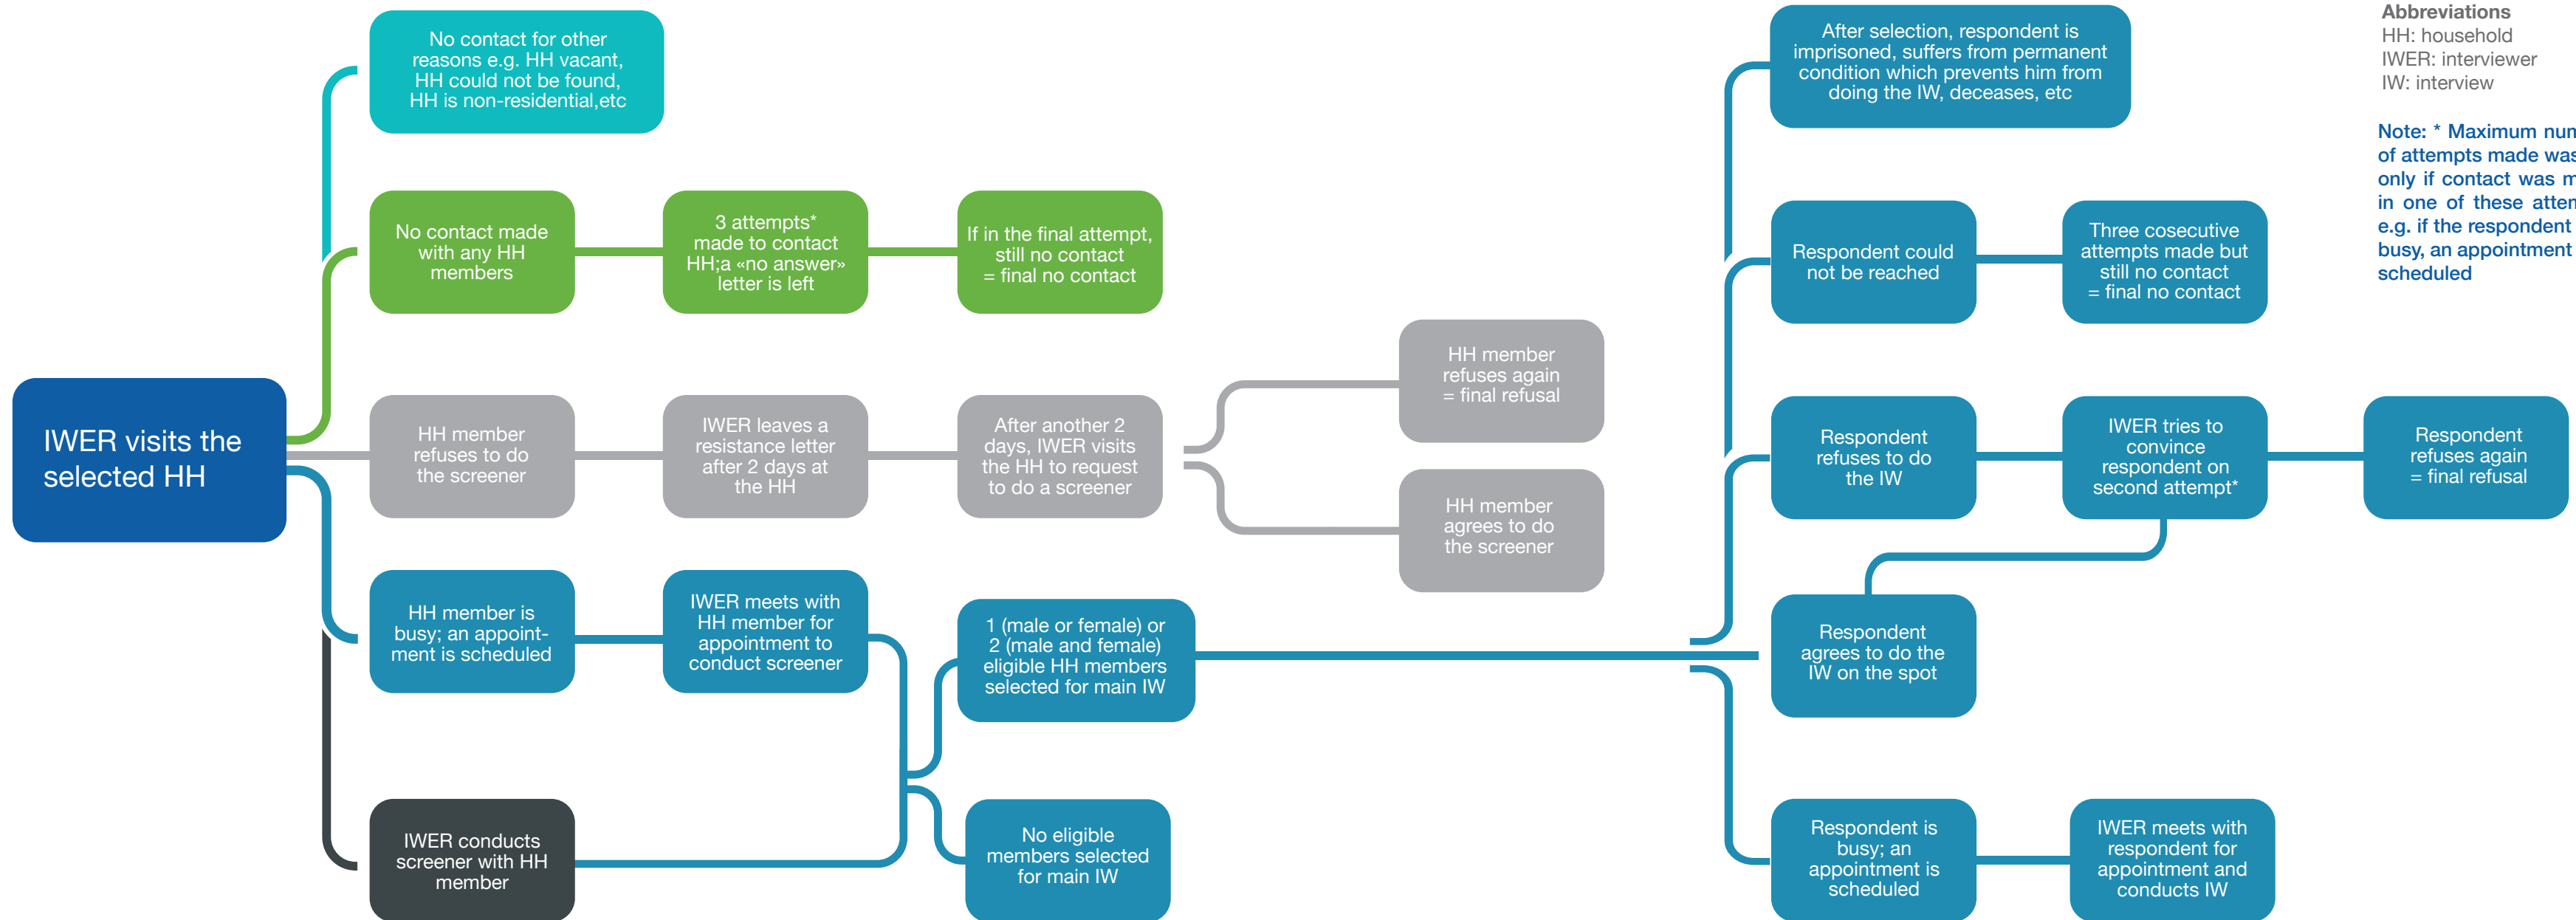 IWER visits the
selected HH
No contact for other
reasons e.g. HH vacant,
HH could not be found,
HH is non-residential,etc
No contact made
with any HH
members
3 attempts*
made to contact
HH;a «no answer»
letter is left
If in the final attempt,
still no contact
= final no contact
HH member
refuses to do
the screener
IWER leaves a
resistance letter
after 2 days at
the HH
After another 2
days, IWER visits
the HH to request
to do a screener
HH member
refuses again
= final refusal
HH member
agrees to do
the screener
HH member is
busy; an appoint-
ment is scheduled
IWER meets with
HH member for
appointment to
conduct screener
1 (male or female) or
2 (male and female)
eligible HH members
selected for main IW
IWER conducts
screener with HH
member
No eligible
members selected
for main IW
After selection, respondent is
imprisoned, suffers from permanent
condition which prevents him from
doing the IW, deceases, etc
Respondent could
not be reached
Three cosecutive
attempts made but
still no contact
= final no contact
Respondent
refuses to do
the IW
IWER tries to
convince
respondent on
second attempt*
Respondent
refuses again
= final refusal
Respondent
agrees to do the
IW on the spot
Respondent is
busy; an
appointment is
scheduled
IWER meets with
respondent for
appointment and
conducts IW
Abbreviations
HH: household
IWER: interviewer
IW: interview
Note: * Maximum
of attempts made
only if contact was
in one of these
e.g. if the respondent
busy, an appointment
scheduled